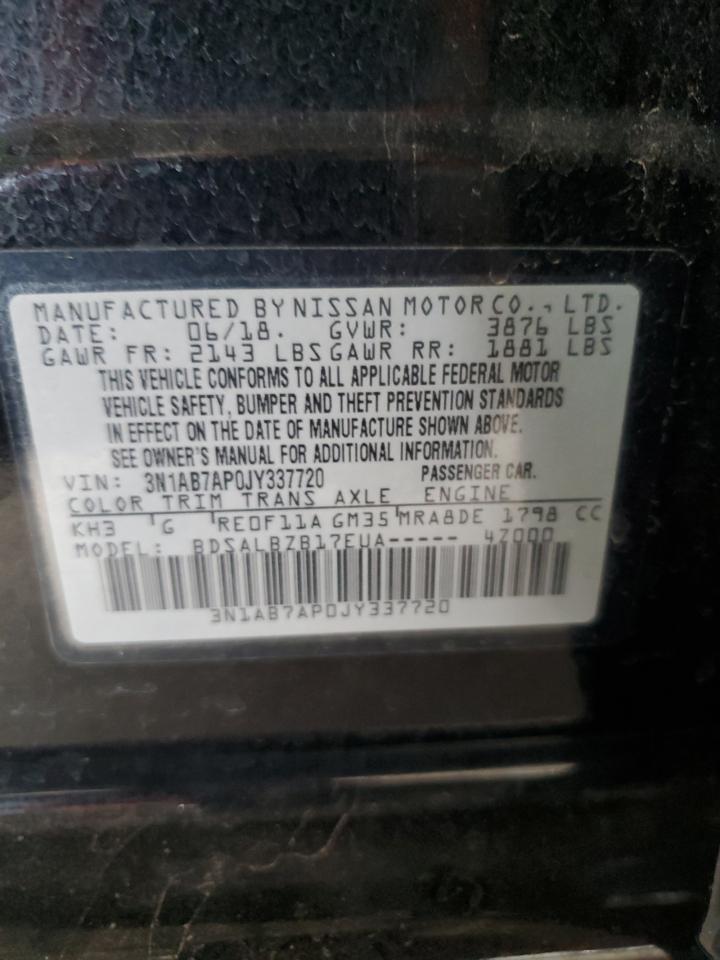 MANUFACTURED BY NISSAN MOTOR CO., LTD.
DATE: 06/18. GVWR: 3876 LBS
GAWR FR: 2143 LBS GAWR RR: 1881 LBS
THIS VEHICLE CONFORMS TO ALL APPLICABLE FEDERAL MOTOR
VEHICLE SAFETY, BUMPER AND THEFT PREVENTION STANDARDS
IN EFFECT ON THE DATE OF MANUFACTURE SHOWN ABOVE.
SEE OWNER'S MANUAL FOR ADDITIONAL INFORMATION.
VIN: 3N1AB7AP0JY337720 PASSENGER CAR.
COLOR TRIM TRANS AXLE ENGINE
KH3 G RE0F11A GM35 MRA8DE 1798 CC
MODEL: BDSALBZB17EUA----- 4Z000
3N1AB7AP0JY337720